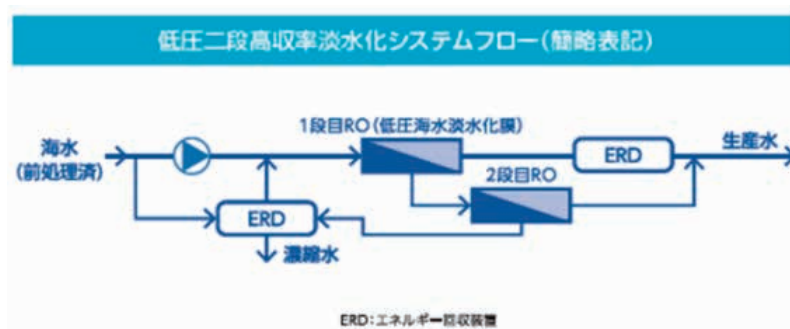 低圧二段高収率淡水化システムフロー(簡略表記)
1段目RO(低圧海水淡水化膜)
海水
(前処理済)
ERD
生産水
2段目RO
ERD
濃縮水
ERD:エネルギー回収装置